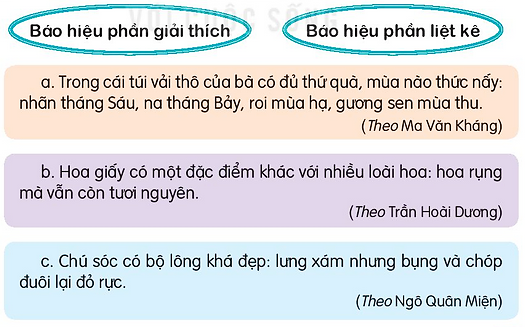 VUI CUỘC SỐNG
Báo hiệu phần giải thích
Báo hiệu phần liệt kê
a. Trong cái túi vải thô của bà có đủ thứ quà, mùa nào thức nấy:
nhãn tháng Sáu, na tháng Bảy, roi mùa hạ, gương sen mùa thu.
(Theo Ma Văn Kháng)
b. Hoa giấy có một đặc điểm khác với nhiều loài hoa: hoa rụng
mà vẫn còn tươi nguyên.
(Theo Trần Hoài Dương)
c. Chú sóc có bộ lông khá đẹp: lưng xám nhưng bụng và chóp
đuôi lại đỏ rực.
(Theo Ngô Quân Miện)